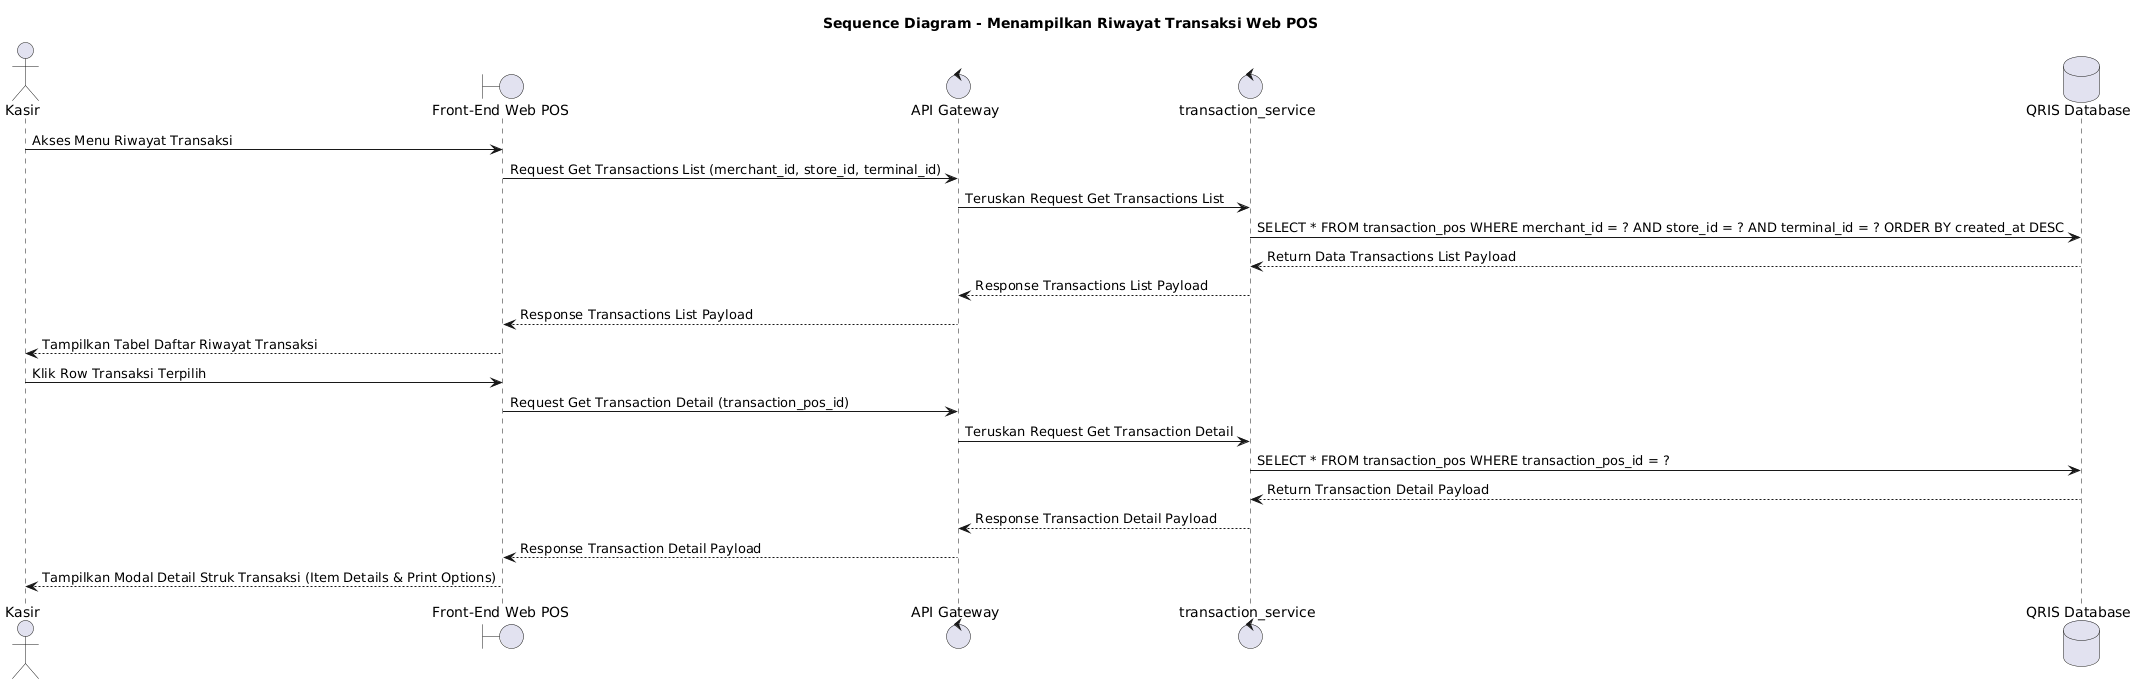 Sequence Diagram - Menampilkan Riwayat Transaksi Web POS
Kasir
Front-End Web POS
API Gateway
transaction_service
QRIS Database
Akses Menu Riwayat Transaksi
Request Get Transactions List (merchant_id, store_id, terminal_id)
Teruskan Request Get Transactions List
SELECT * FROM transaction_pos WHERE merchant_id = ? AND store_id = ? AND terminal_id = ? ORDER BY created_at DESC
Return Data Transactions List Payload
Response Transactions List Payload
Response Transactions List Payload
Tampilkan Tabel Daftar Riwayat Transaksi
Klik Row Transaksi Terpilih
Request Get Transaction Detail (transaction_pos_id)
Teruskan Request Get Transaction Detail
SELECT * FROM transaction_pos WHERE transaction_pos_id = ?
Return Transaction Detail Payload
Response Transaction Detail Payload
Response Transaction Detail Payload
Tampilkan Modal Detail Struk Transaksi (Item Details & Print Options)
Kasir
Front-End Web POS
API Gateway
transaction_service
QRIS Database